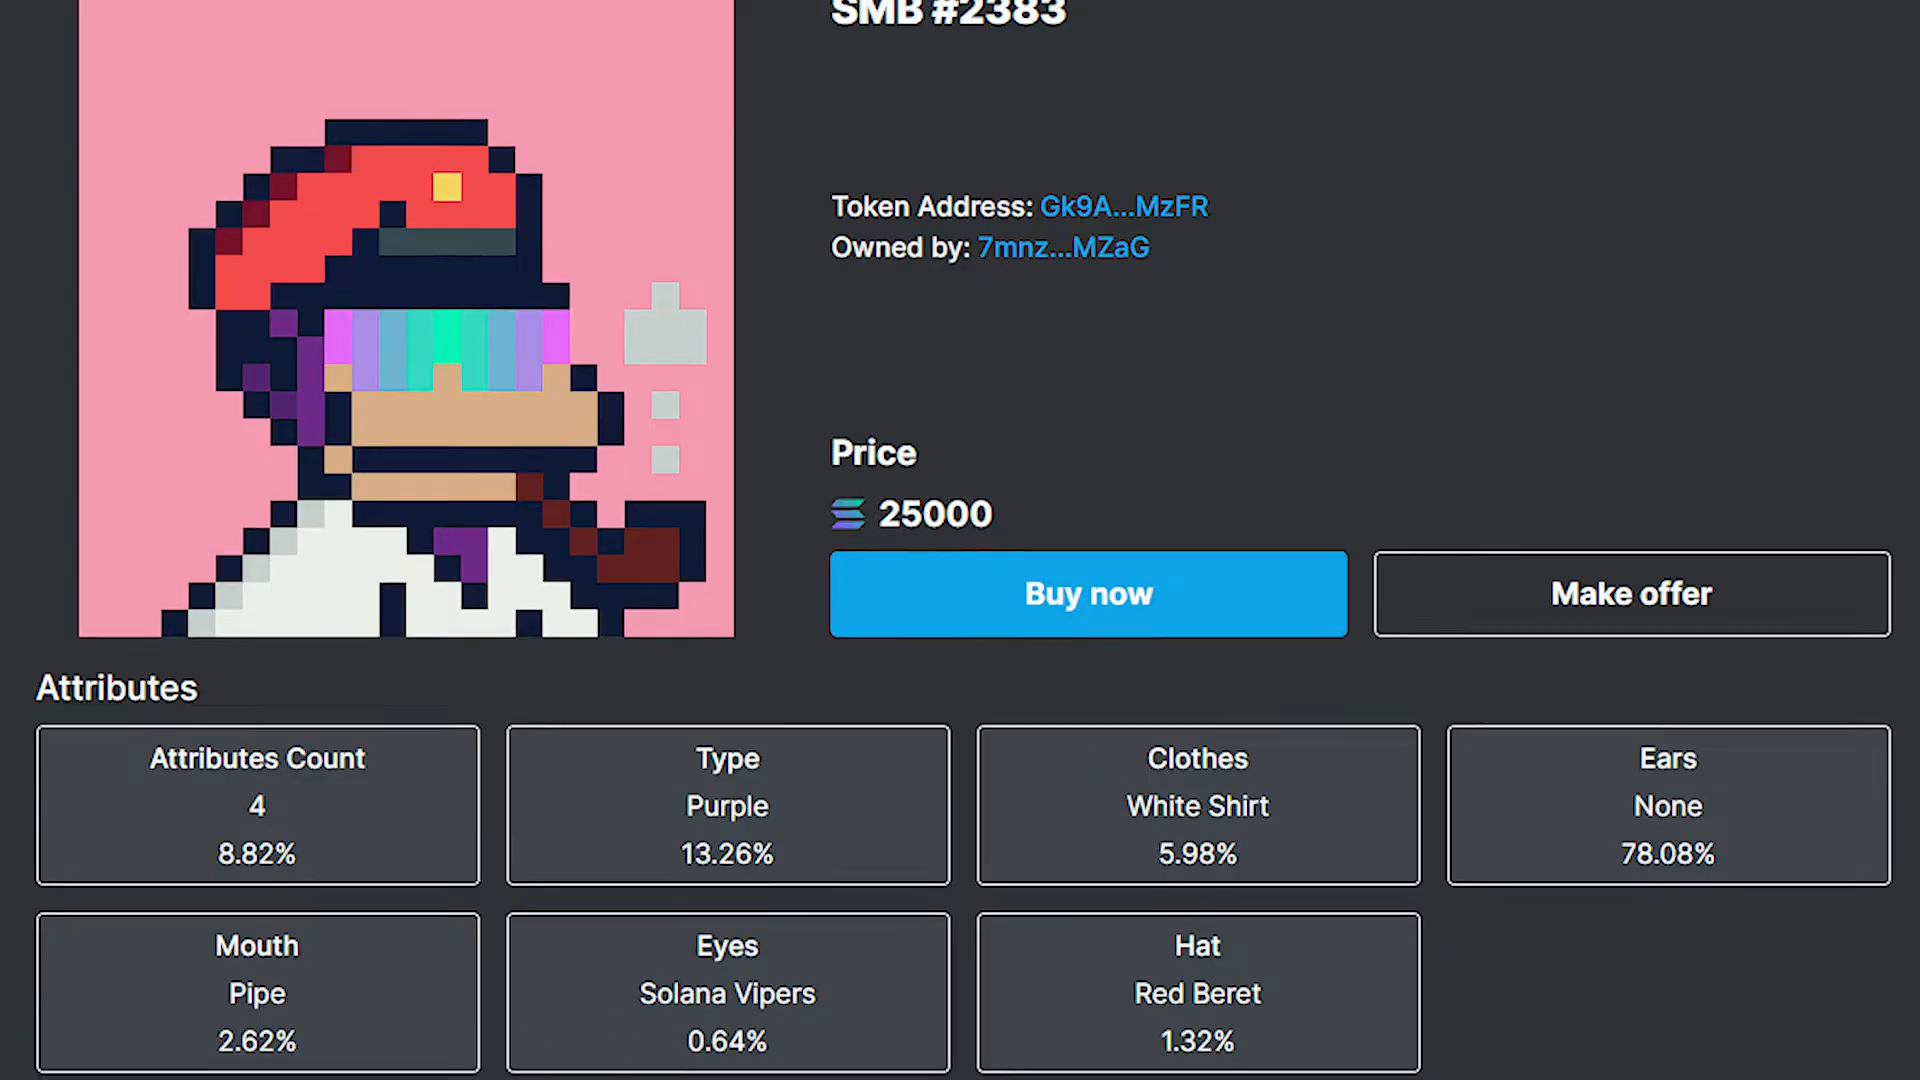 SMB #2383
Token Address: Gk9A...MzFR
Owned by: 7mnz...MZaG
Price
25000
Buy now
Make offer
Attributes
Attributes Count
4
8.82%
Type
Purple
13.26%
Clothes
White Shirt
5.98%
Ears
None
78.08%
Mouth
Pipe
2.62%
Eyes
Solana Vipers
0.64%
Hat
Red Beret
1.32%